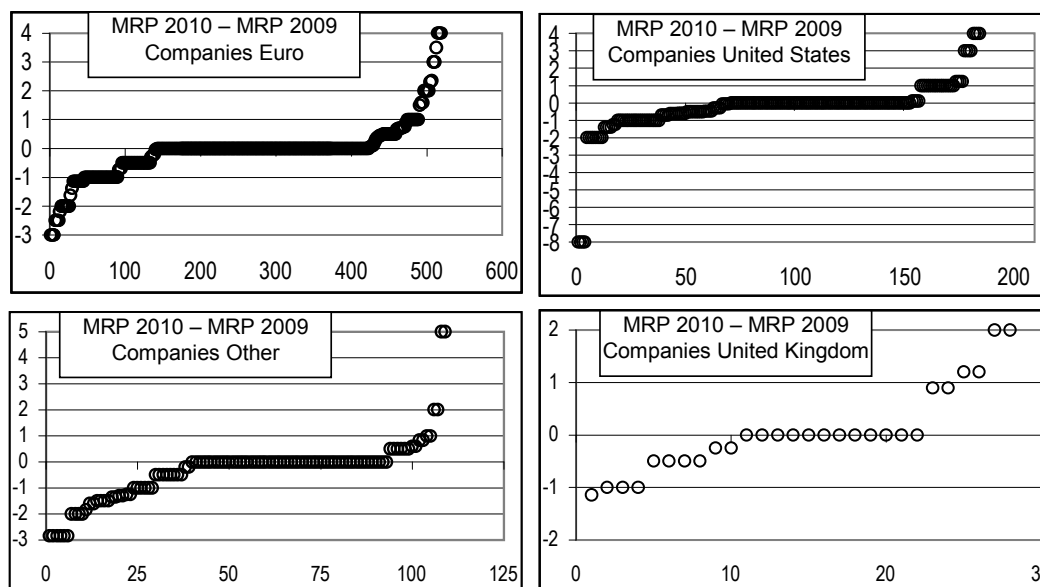 MRP 2010 – MRP 2009
Companies Euro
4
3
2
1
0
-1
-2
-3
0 100 200 300 400 500 600
MRP 2010 – MRP 2009
Companies United States
4
3
2
1
0
-1
-2
-3
-4
-5
-6
-7
-8
0 50 100 150 200
MRP 2010 – MRP 2009
Companies Other
5
4
3
2
1
0
-1
-2
-3
0 25 50 75 100 125
MRP 2010 – MRP 2009
Companies United Kingdom
2
1
0
-1
-2
0 10 20